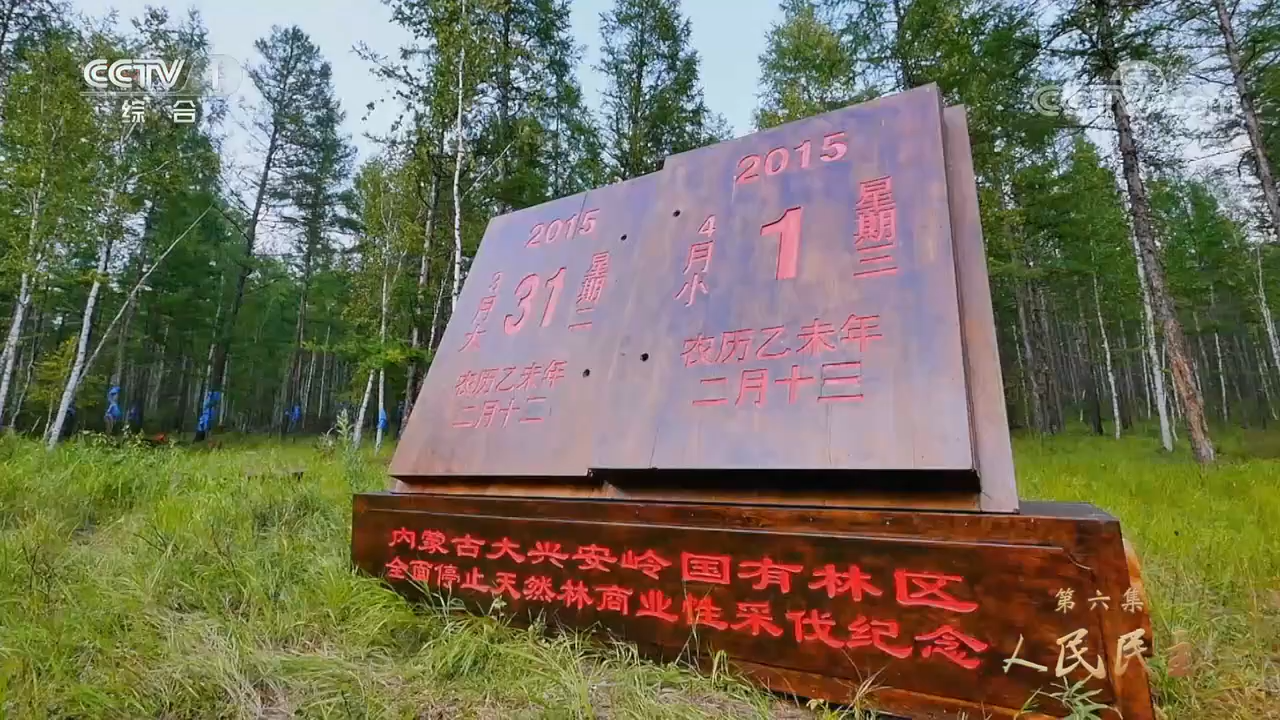 CCTV 1
综合
CCTV
2015
3月大
31
星期二
农历乙未年
二月十二
2015
4月小
1
星期三
农历乙未年
二月十三
内蒙古大兴安岭国有林区
全面停止天然林商业性采伐纪念
第六集
人民民